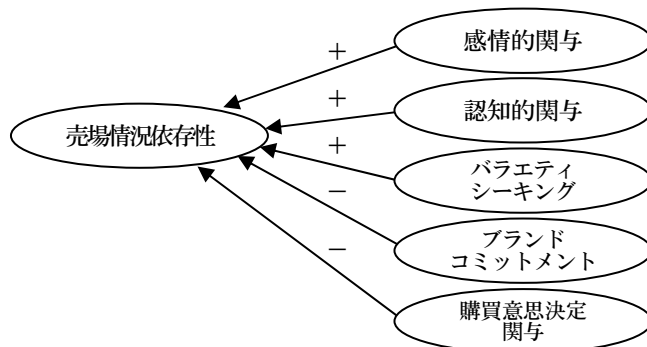 感情的関与
+
認知的関与
+
売場情況依存性
+
バラエティ
シーキング
−
ブランド
コミットメント
−
購買意思決定
関与